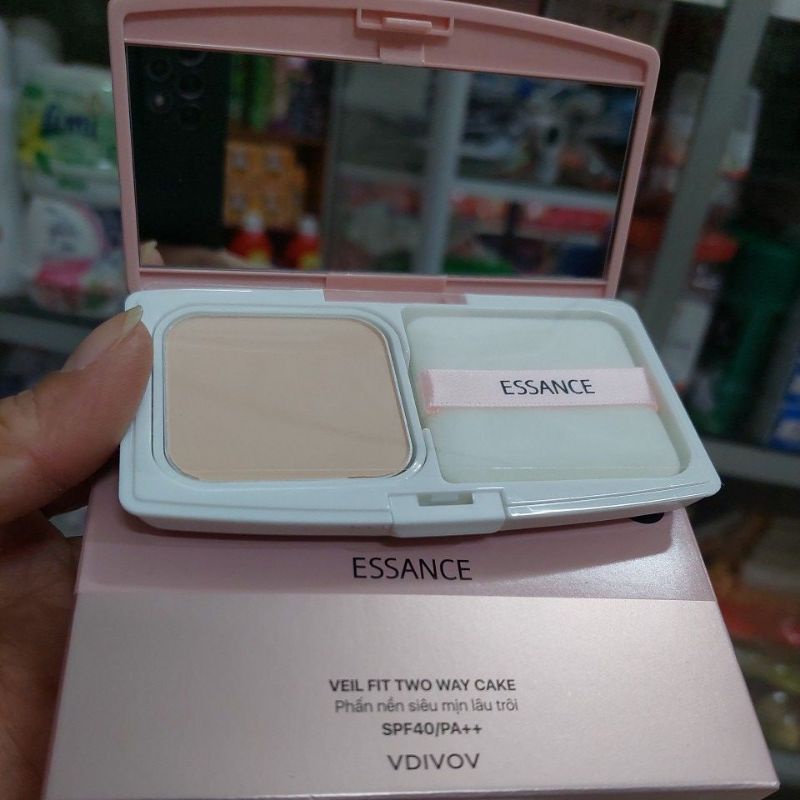 ESSANCE
ESSANCE
VEIL FIT TWO WAY CAKE
Phấn nền siêu mịn lâu trôi
SPF40/PA++
VDIVOV